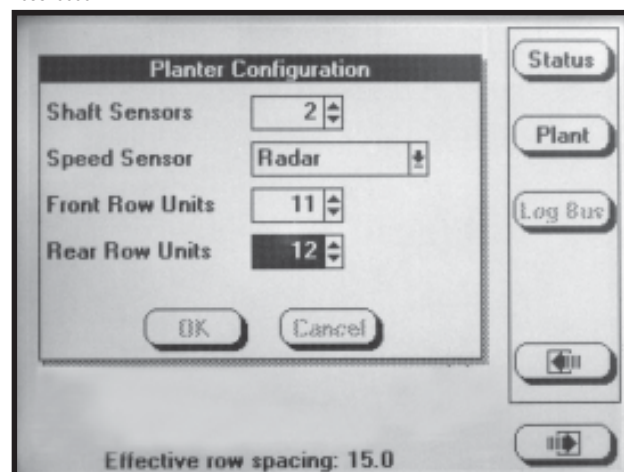 Planter Configuration
Shaft Sensors 2
Speed Sensor Radar
Front Row Units 11
Rear Row Units 12
OK Cancel
Effective row spacing: 15.0
Status
Plant
Log Bus